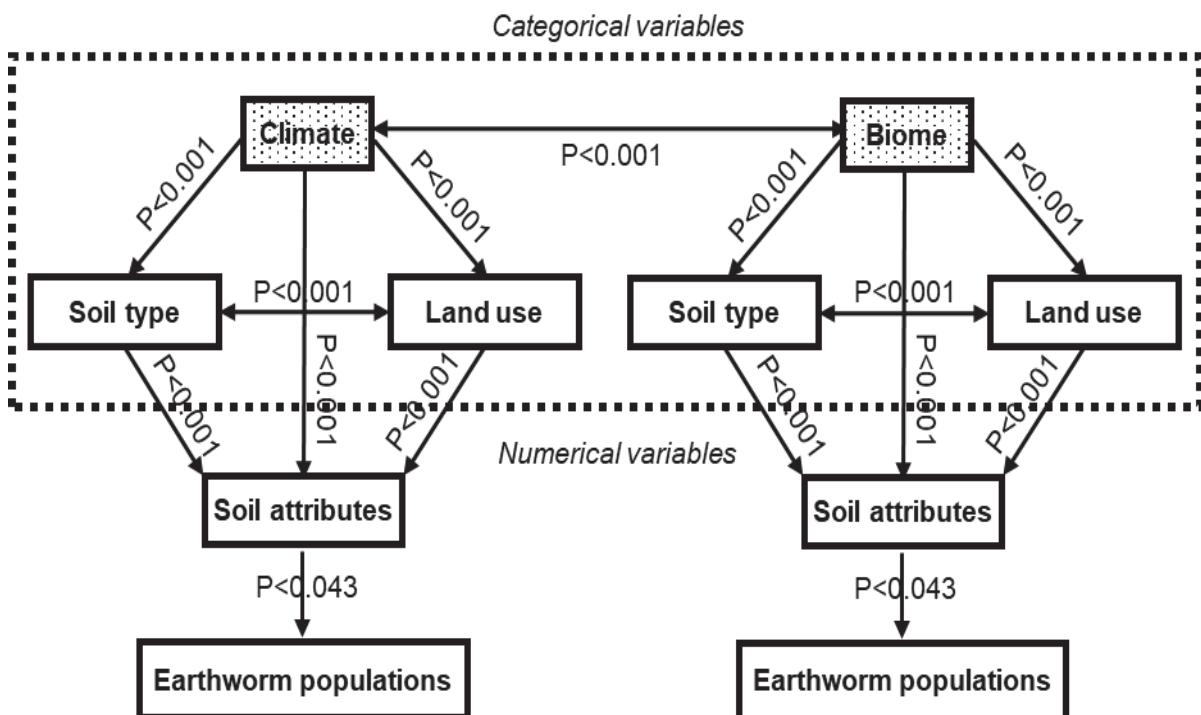 Categorical variables
Climate
Biome
P<0.001
P<0.001
P<0.001
P<0.001
P<0.001
Soil type
P<0.001
Land use
Soil type
P<0.001
Land use
P<0.001
P<0.001
P<0.001
P<0.001
P<0.001
P<0.001
Numerical variables
Soil attributes
Soil attributes
P<0.043
P<0.043
Earthworm populations
Earthworm populations